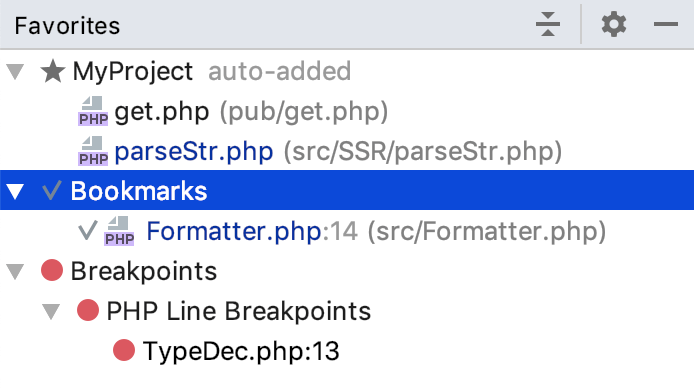 Favorites
MyProject auto-added
PHP get.php (pub/get.php)
PHP parseStr.php (src/SSR/parseStr.php)
Bookmarks
PHP Formatter.php:14 (src/Formatter.php)
Breakpoints
PHP Line Breakpoints
TypeDec.php:13